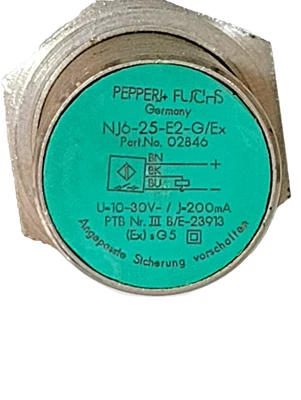 PEPPERL+ FUCHS
Germany
NJ6-25-E2-G/Ex
Part.No. 02846
BN +
BK
BU −
U=10-30V- / J=200mA
PTB Nr. III B/E-23913
(Ex) sG5
Angepasste Sicherung vorschalten